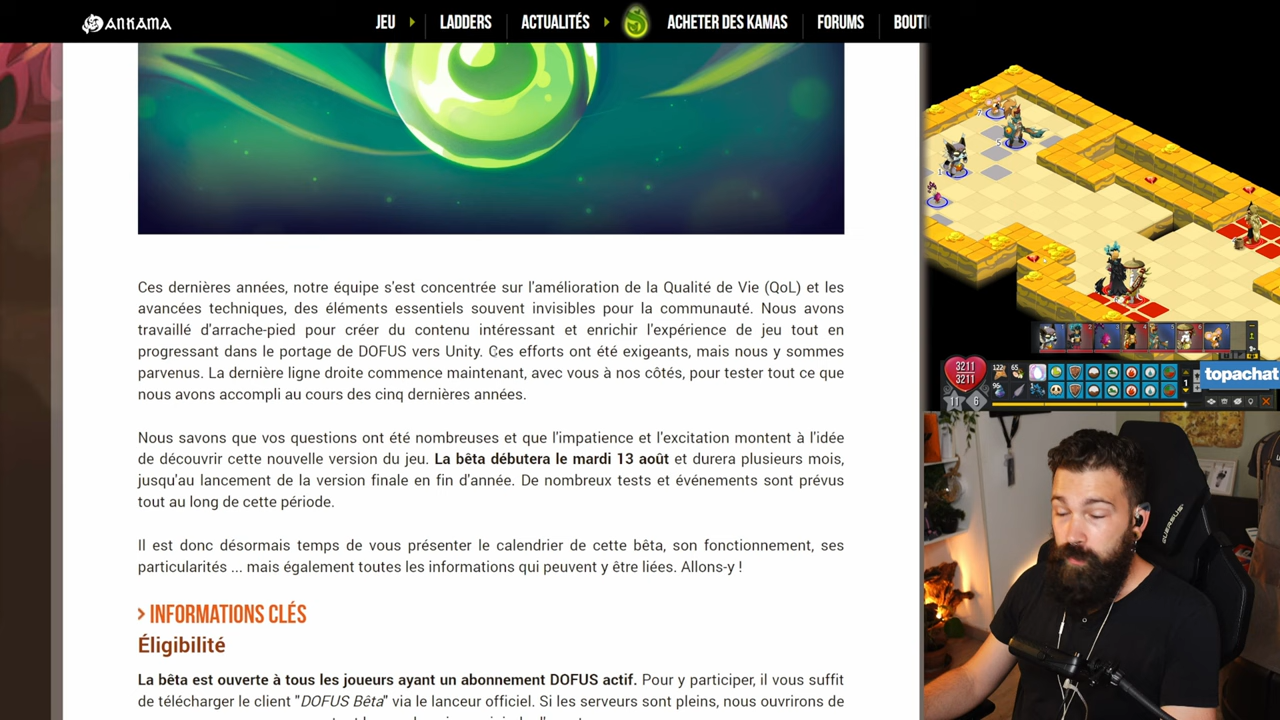 ANKAMA
JEU
LADDERS
ACTUALITÉS
ACHETER DES KAMAS
FORUMS
Ces dernières années, notre équipe s'est concentrée sur l'amélioration de la Qualité de Vie (QoL) et les
avancées techniques, des éléments essentiels souvent invisibles pour la communauté. Nous avons
travaillé d'arrache-pied pour créer du contenu intéressant et enrichir l'expérience de jeu tout en
progressant dans le portage de DOFUS vers Unity. Ces efforts ont été exigeants, mais nous y sommes
parvenus. La dernière ligne droite commence maintenant, avec vous à nos côtés, pour tester tout ce que
nous avons accompli au cours des cinq dernières années.
Nous savons que vos questions ont été nombreuses et que l'impatience et l'excitation montent à l'idée
de découvrir cette nouvelle version du jeu. La bêta débutera le mardi 13 août et durera plusieurs mois,
jusqu'au lancement de la version finale en fin d'année. De nombreux tests et événements sont prévus
tout au long de cette période.
Il est donc désormais temps de vous présenter le calendrier de cette bêta, son fonctionnement, ses
particularités ... mais également toutes les informations qui peuvent y être liées. Allons-y !
> INFORMATIONS CLÉS
Éligibilité
La bêta est ouverte à tous les joueurs ayant un abonnement DOFUS actif. Pour y participer, il vous suffit
de télécharger le client "DOFUS Bêta" via le lanceur officiel. Si les serveurs sont pleins, nous ouvrirons de
3211
3211
11
6
topachat